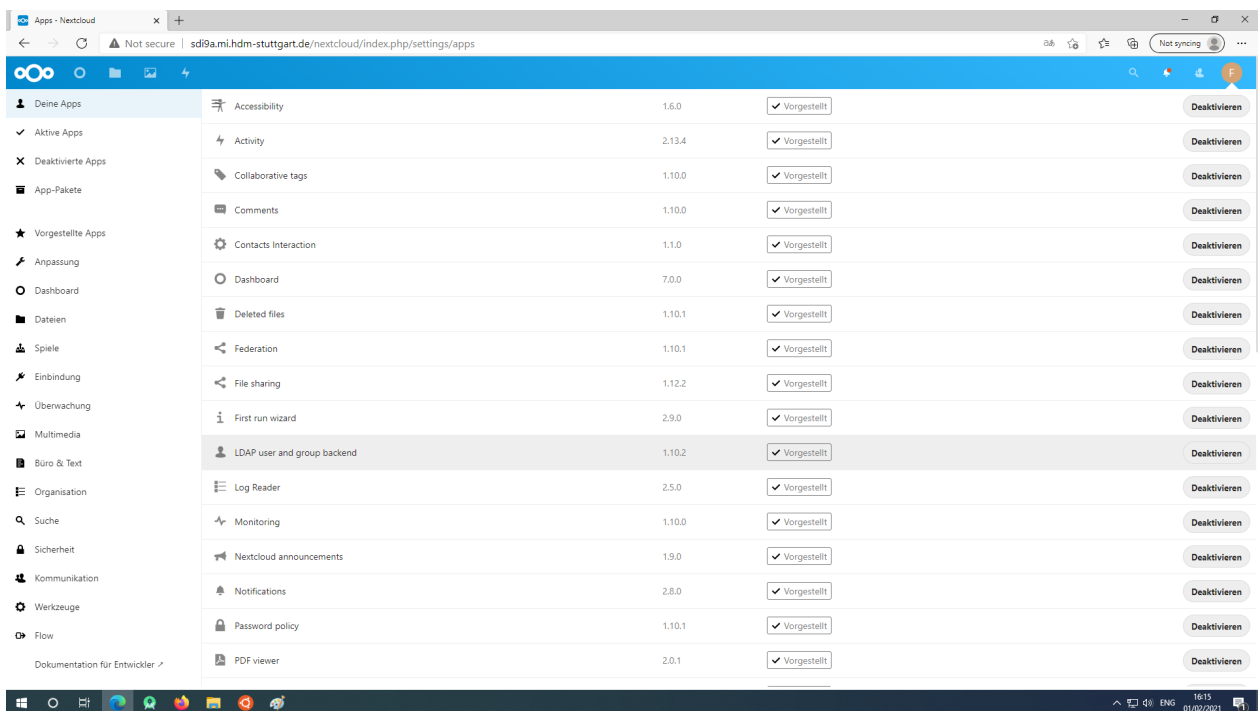 Apps - Nextcloud
Not secure | sdi9a.mi.hdm-stuttgart.de/nextcloud/index.php/settings/apps
Not syncing
F
Deine Apps
Aktive Apps
Deaktivierte Apps
App-Pakete
Vorgestellte Apps
Anpassung
Dashboard
Dateien
Spiele
Einbindung
Überwachung
Multimedia
Büro & Text
Organisation
Suche
Sicherheit
Kommunikation
Werkzeuge
Flow
Dokumentation für Entwickler ↗
Accessibility 1.6.0 Vorgestellt Deaktivieren
Activity 2.13.4 Vorgestellt Deaktivieren
Collaborative tags 1.10.0 Vorgestellt Deaktivieren
Comments 1.10.0 Vorgestellt Deaktivieren
Contacts Interaction 1.1.0 Vorgestellt Deaktivieren
Dashboard 7.0.0 Vorgestellt Deaktivieren
Deleted files 1.10.1 Vorgestellt Deaktivieren
Federation 1.10.1 Vorgestellt Deaktivieren
File sharing 1.12.2 Vorgestellt Deaktivieren
First run wizard 2.9.0 Vorgestellt Deaktivieren
LDAP user and group backend 1.10.2 Vorgestellt Deaktivieren
Log Reader 2.5.0 Vorgestellt Deaktivieren
Monitoring 1.10.0 Vorgestellt Deaktivieren
Nextcloud announcements 1.9.0 Vorgestellt Deaktivieren
Notifications 2.8.0 Vorgestellt Deaktivieren
Password policy 1.10.1 Vorgestellt Deaktivieren
PDF viewer 2.0.1 Vorgestellt Deaktivieren
ENG
16:15
01/02/2021